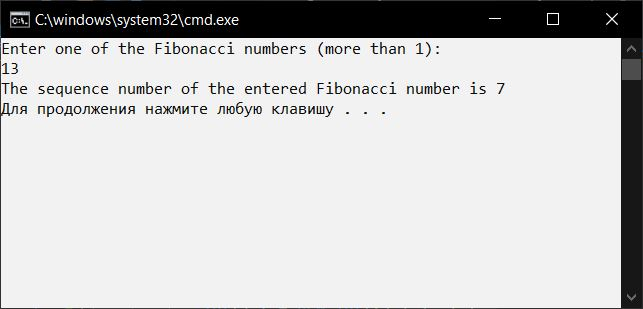 C:\windows\system32\cmd.exe
Enter one of the Fibonacci numbers (more than 1):
13
The sequence number of the entered Fibonacci number is 7
Для продолжения нажмите любую клавишу . . .